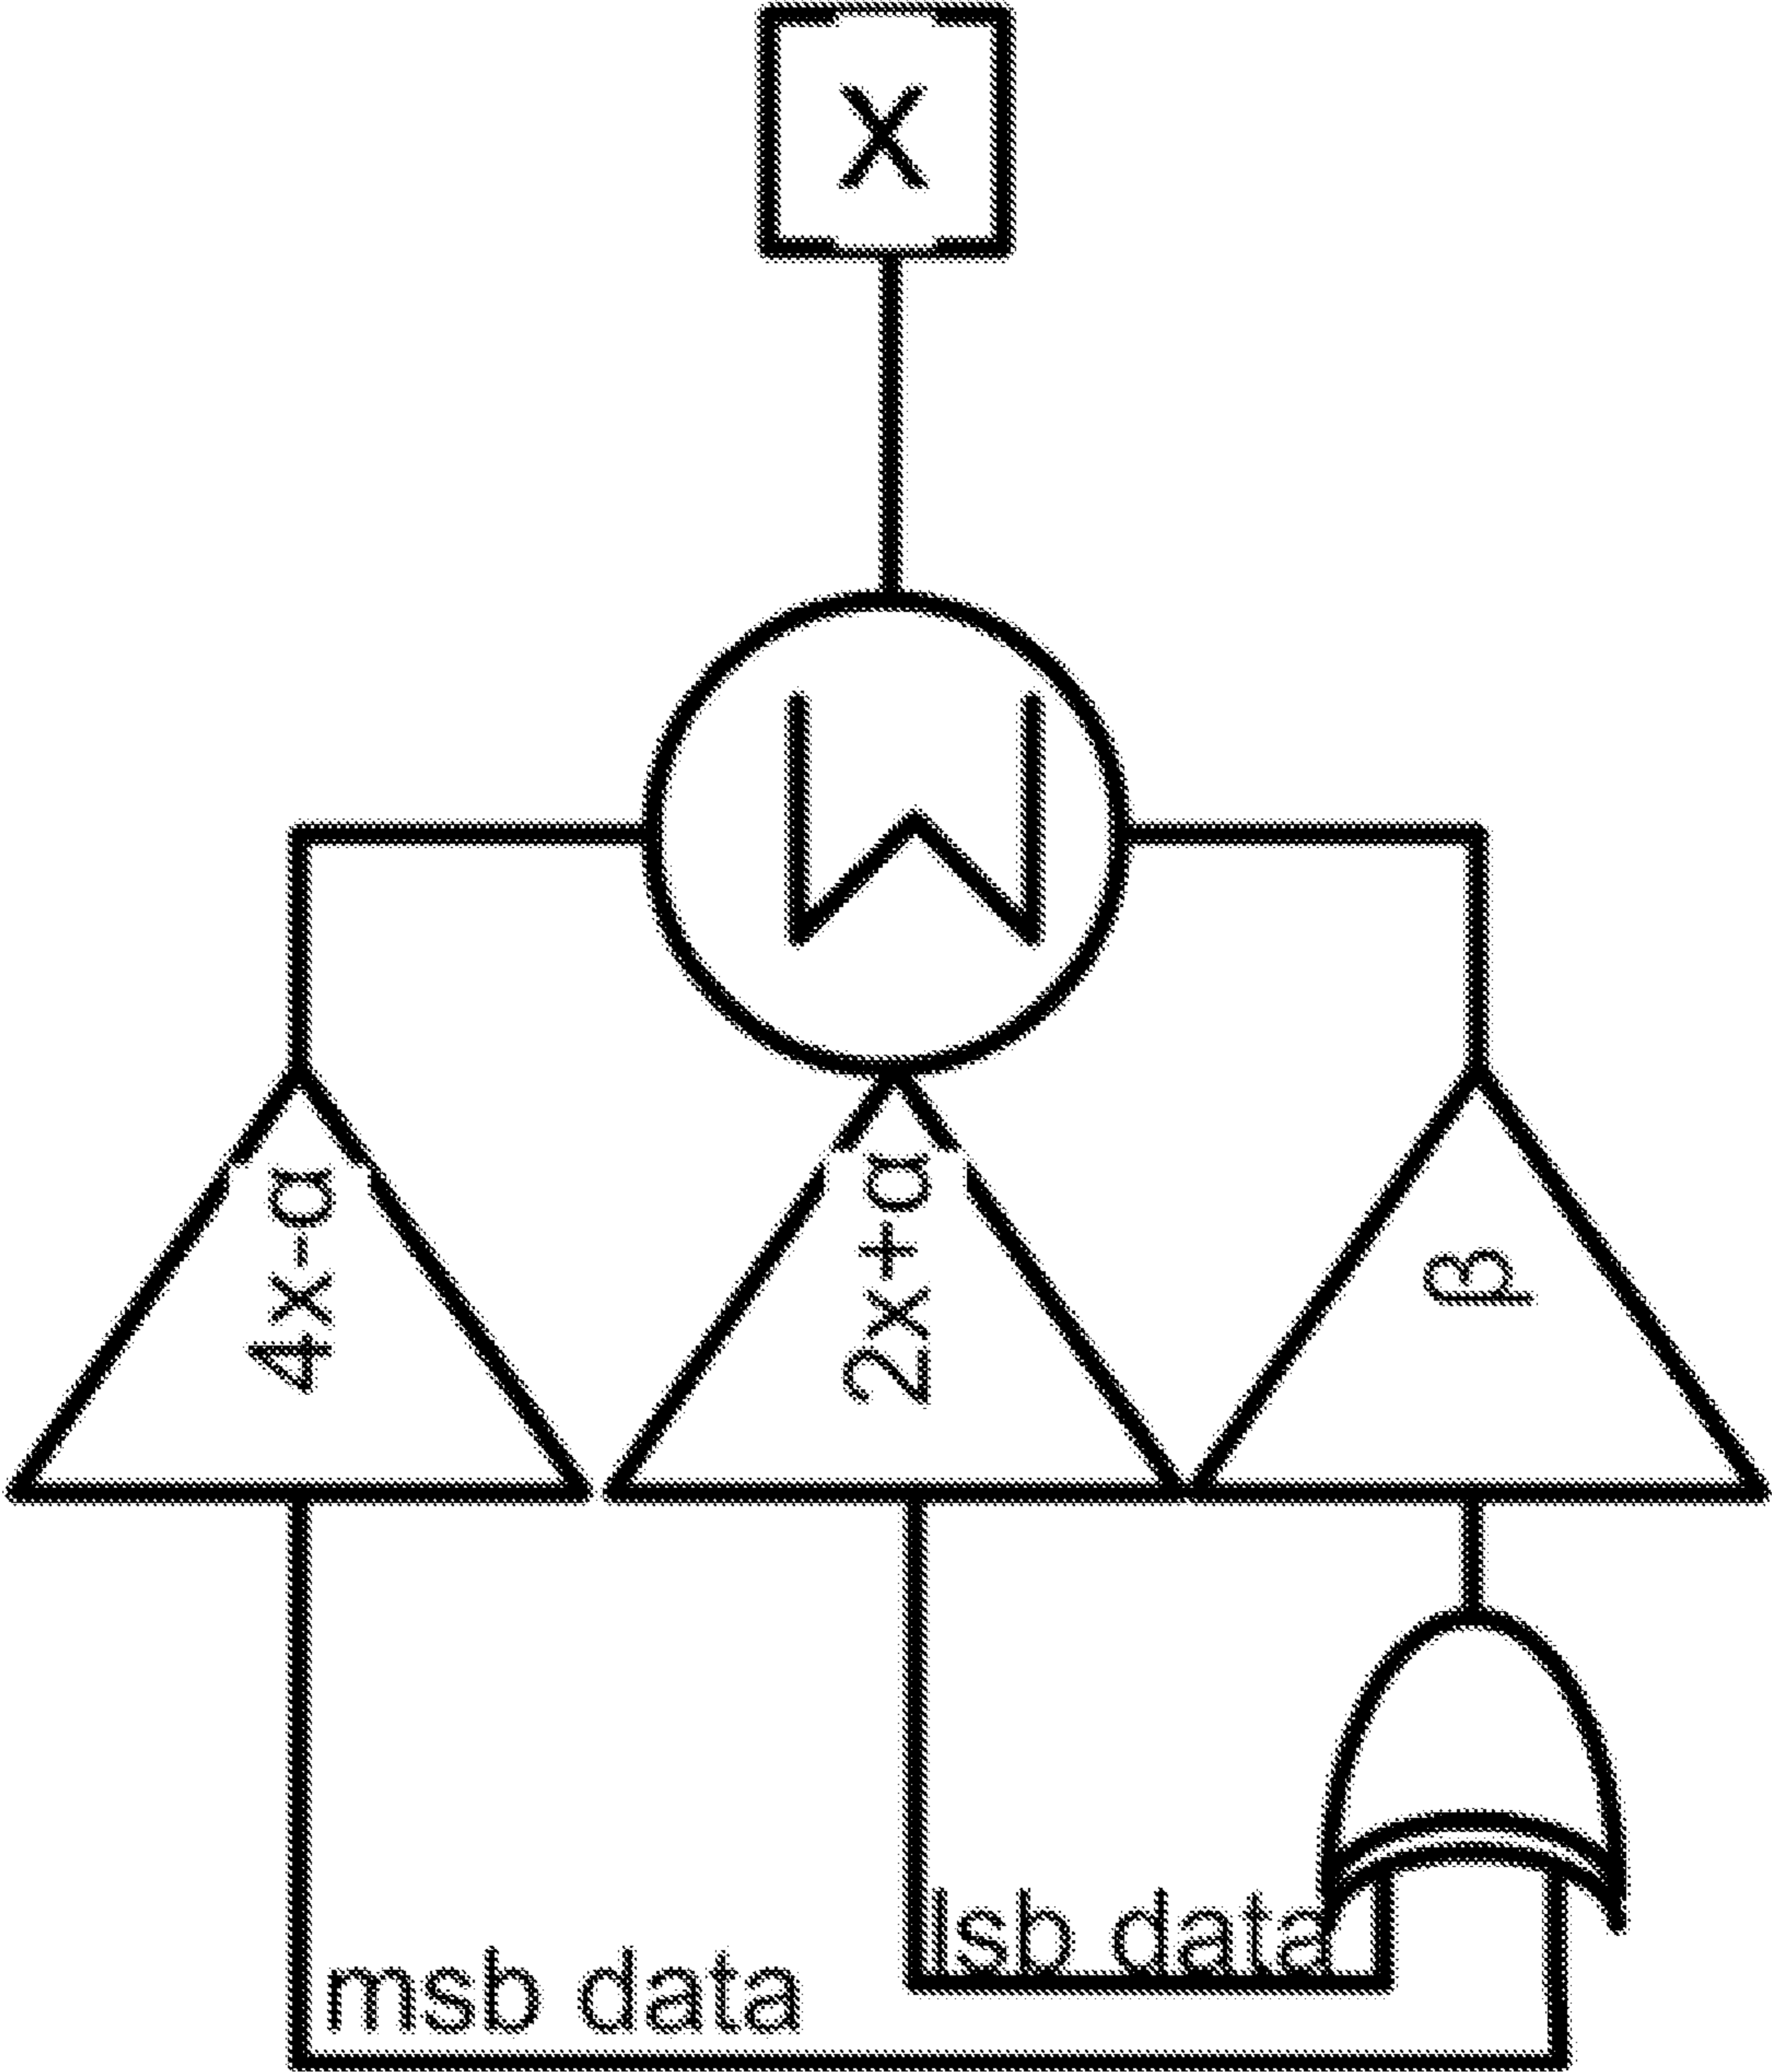 X
Σ
4x-α
2x+α
β
lsb data
msb data